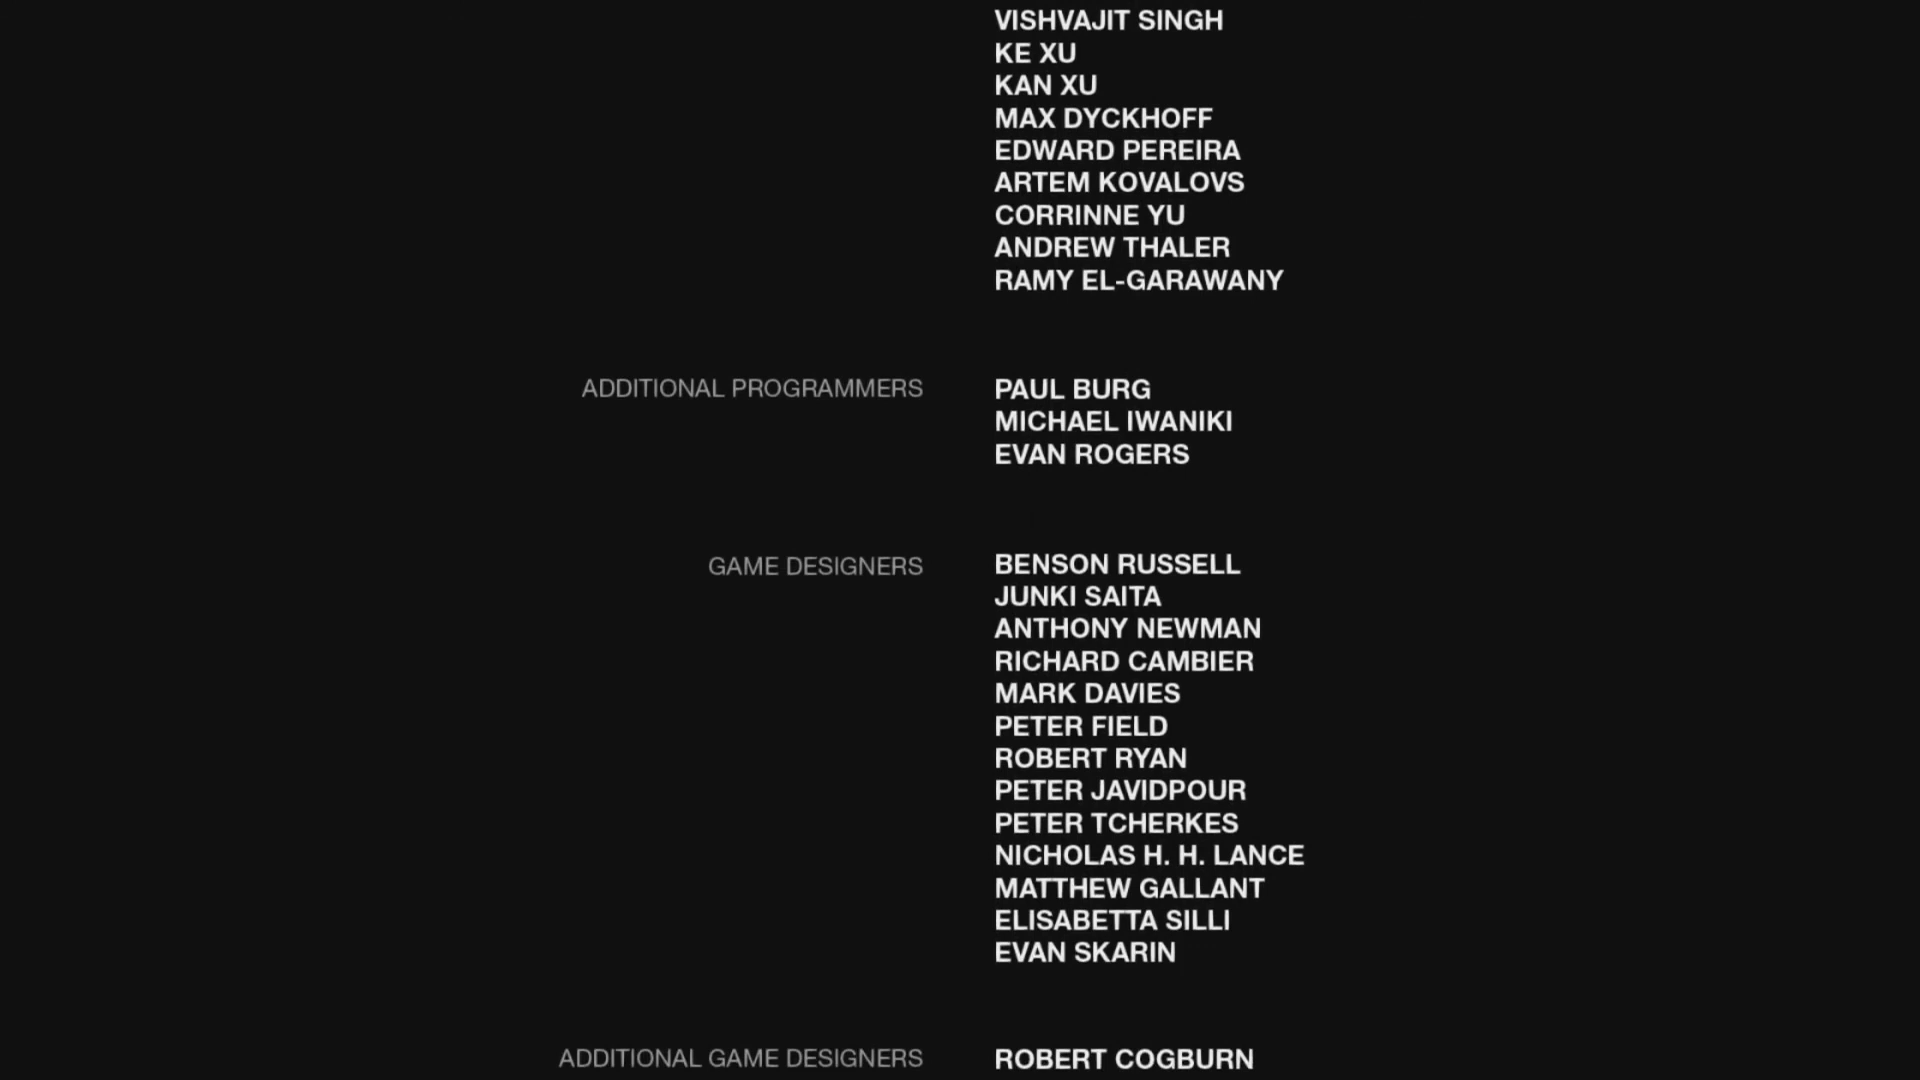 VISHVAJIT SINGH
KE XU
KAN XU
MAX DYCKHOFF
EDWARD PEREIRA
ARTEM KOVALOVS
CORRINNE YU
ANDREW THALER
RAMY EL-GARAWANY
ADDITIONAL PROGRAMMERS PAUL BURG
MICHAEL IWANIKI
EVAN ROGERS
GAME DESIGNERS BENSON RUSSELL
JUNKI SAITA
ANTHONY NEWMAN
RICHARD CAMBIER
MARK DAVIES
PETER FIELD
ROBERT RYAN
PETER JAVIDPOUR
PETER TCHERKES
NICHOLAS H. H. LANCE
MATTHEW GALLANT
ELISABETTA SILLI
EVAN SKARIN
ADDITIONAL GAME DESIGNERS ROBERT COGBURN